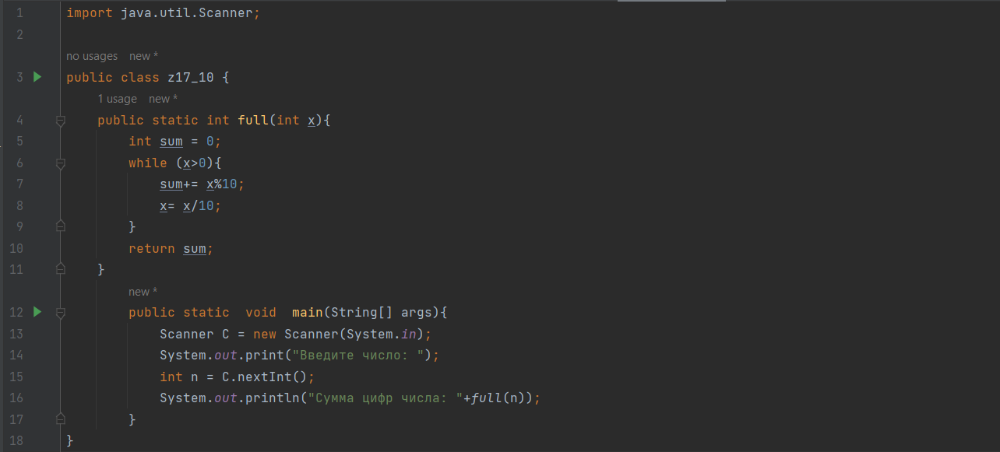 1 import java.util.Scanner;
2
no usages new *
3 public class z17_10 {
1 usage new *
4 public static int full(int x){
5 int sum = 0;
6 while (x>0){
7 sum+= x%10;
8 x= x/10;
9 }
10 return sum;
11 }
new *
12 public static  void  main(String[] args){
13 Scanner C = new Scanner(System.in);
14 System.out.print("Введите число: ");
15 int n = C.nextInt();
16 System.out.println("Сумма цифр числа: "+full(n));
17 }
18 }